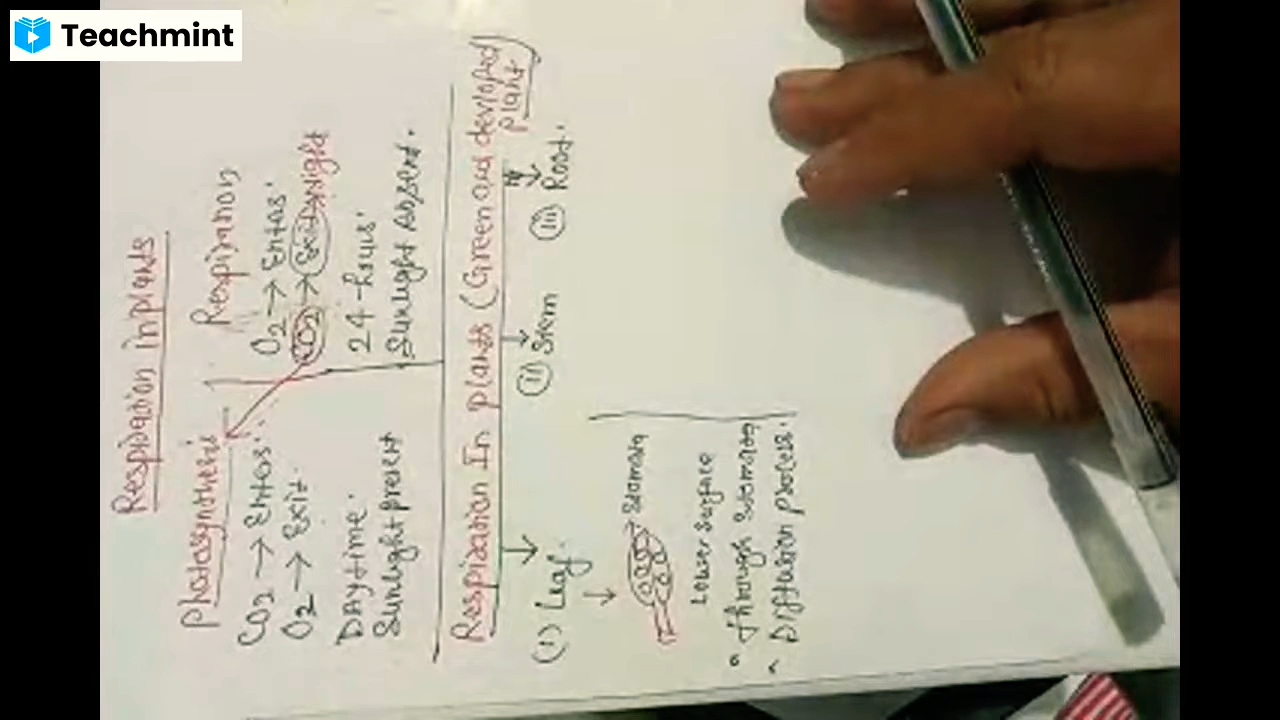 Teachmint
Respiration in plants
Photosynthesis
CO2 → Enters.
O2 → Exit.
Daytime.
Sunlight present
Respiration
O2 → Enters.
CO2 → Exit Night
24-hours.
Sunlight Absent.
Respiration In plants (Green and devloped
plant)
(I) Leaf.
(II) Stem
(III) Root.
→ Stomata
Lower surface
Through stomata
Diffusion process.